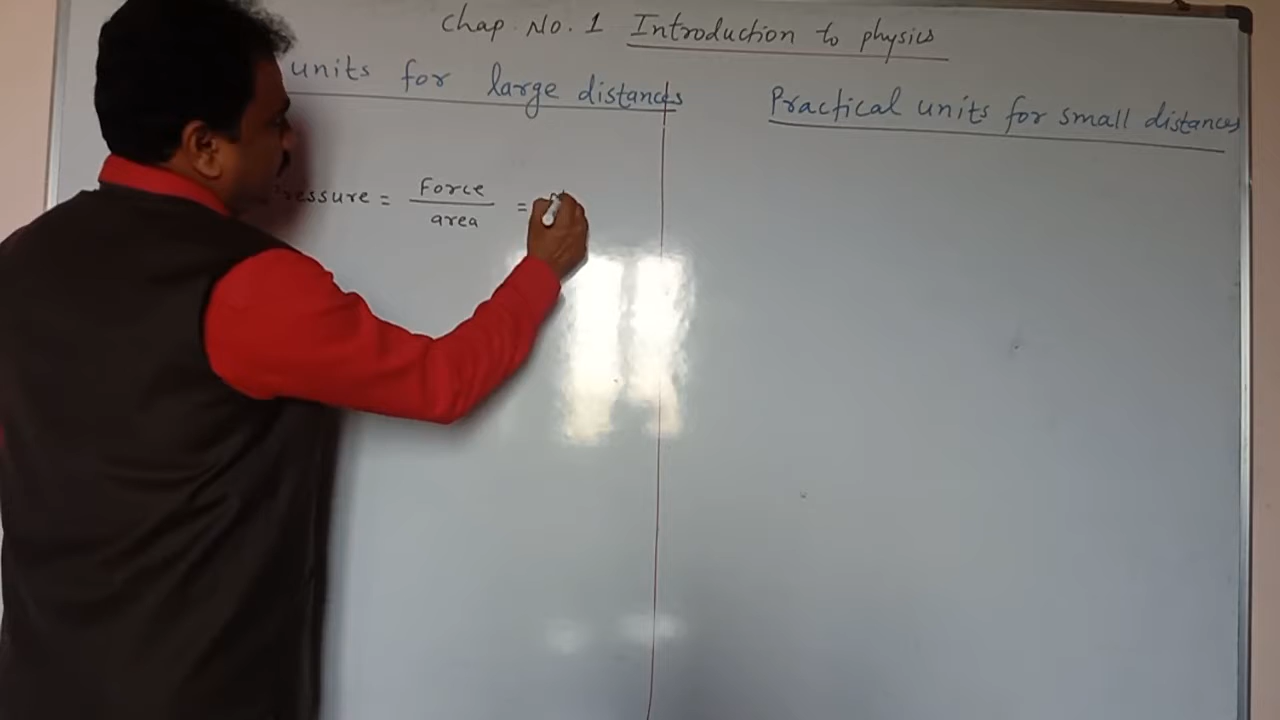 Chap. No. 1 Introduction to physics
units for large distances
Practical units for small distances
Pressure = Force
area =